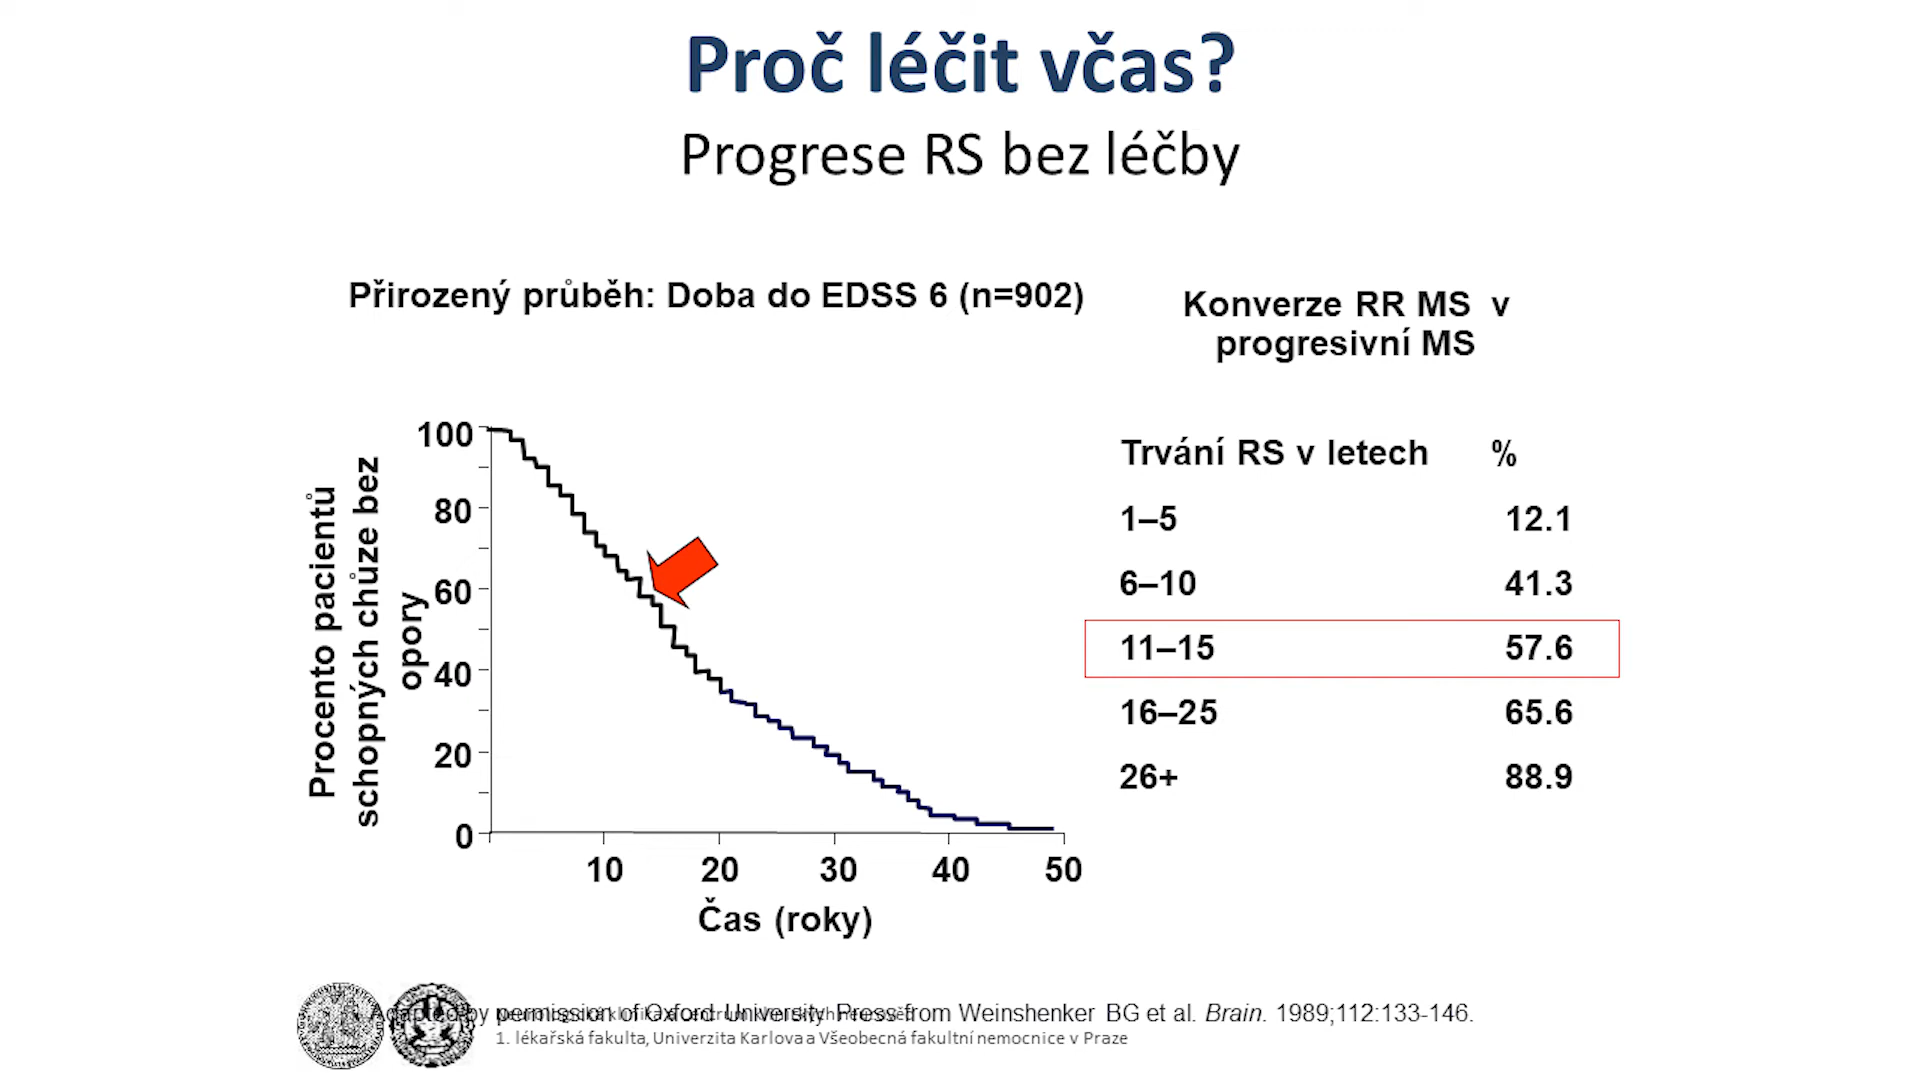 Proč léčit včas?
Progrese RS bez léčby
Přirozený průběh: Doba do EDSS 6 (n=902)
Procento pacientů
schopných chůze bez
opory
100
80
60
40
20
0
10 20 30 40 50
Čas (roky)
Konverze RR MS v
progresivní MS
Trvání RS v letech %
1–5 12.1
6–10 41.3
11–15 57.6
16–25 65.6
26+ 88.9
Adapted by permission of Oxford University Press from Weinshenker BG et al. Brain. 1989;112:133-146.
1. lékařská fakulta, Univerzita Karlova a Všeobecná fakultní nemocnice v Praze